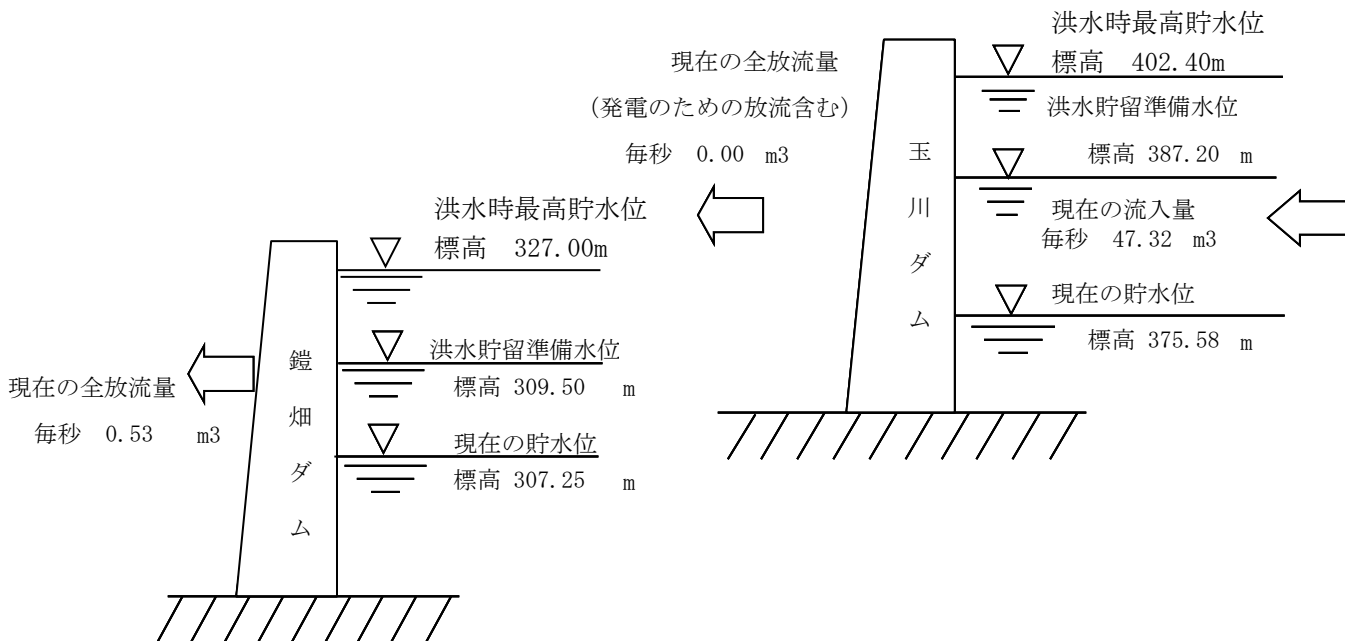 洪水時最高貯水位
標高 402.40m
現在の全放流量
(発電のための放流含む)
毎秒 0.00 m3
洪水貯留準備水位
標高 387.20 m
現在の流入量
毎秒 47.32 m3
現在の貯水位
標高 375.58 m
玉川ダム
洪水時最高貯水位
標高 327.00m
洪水貯留準備水位
標高 309.50 m
現在の貯水位
標高 307.25 m
鎧畑ダム
現在の全放流量
毎秒 0.53 m3